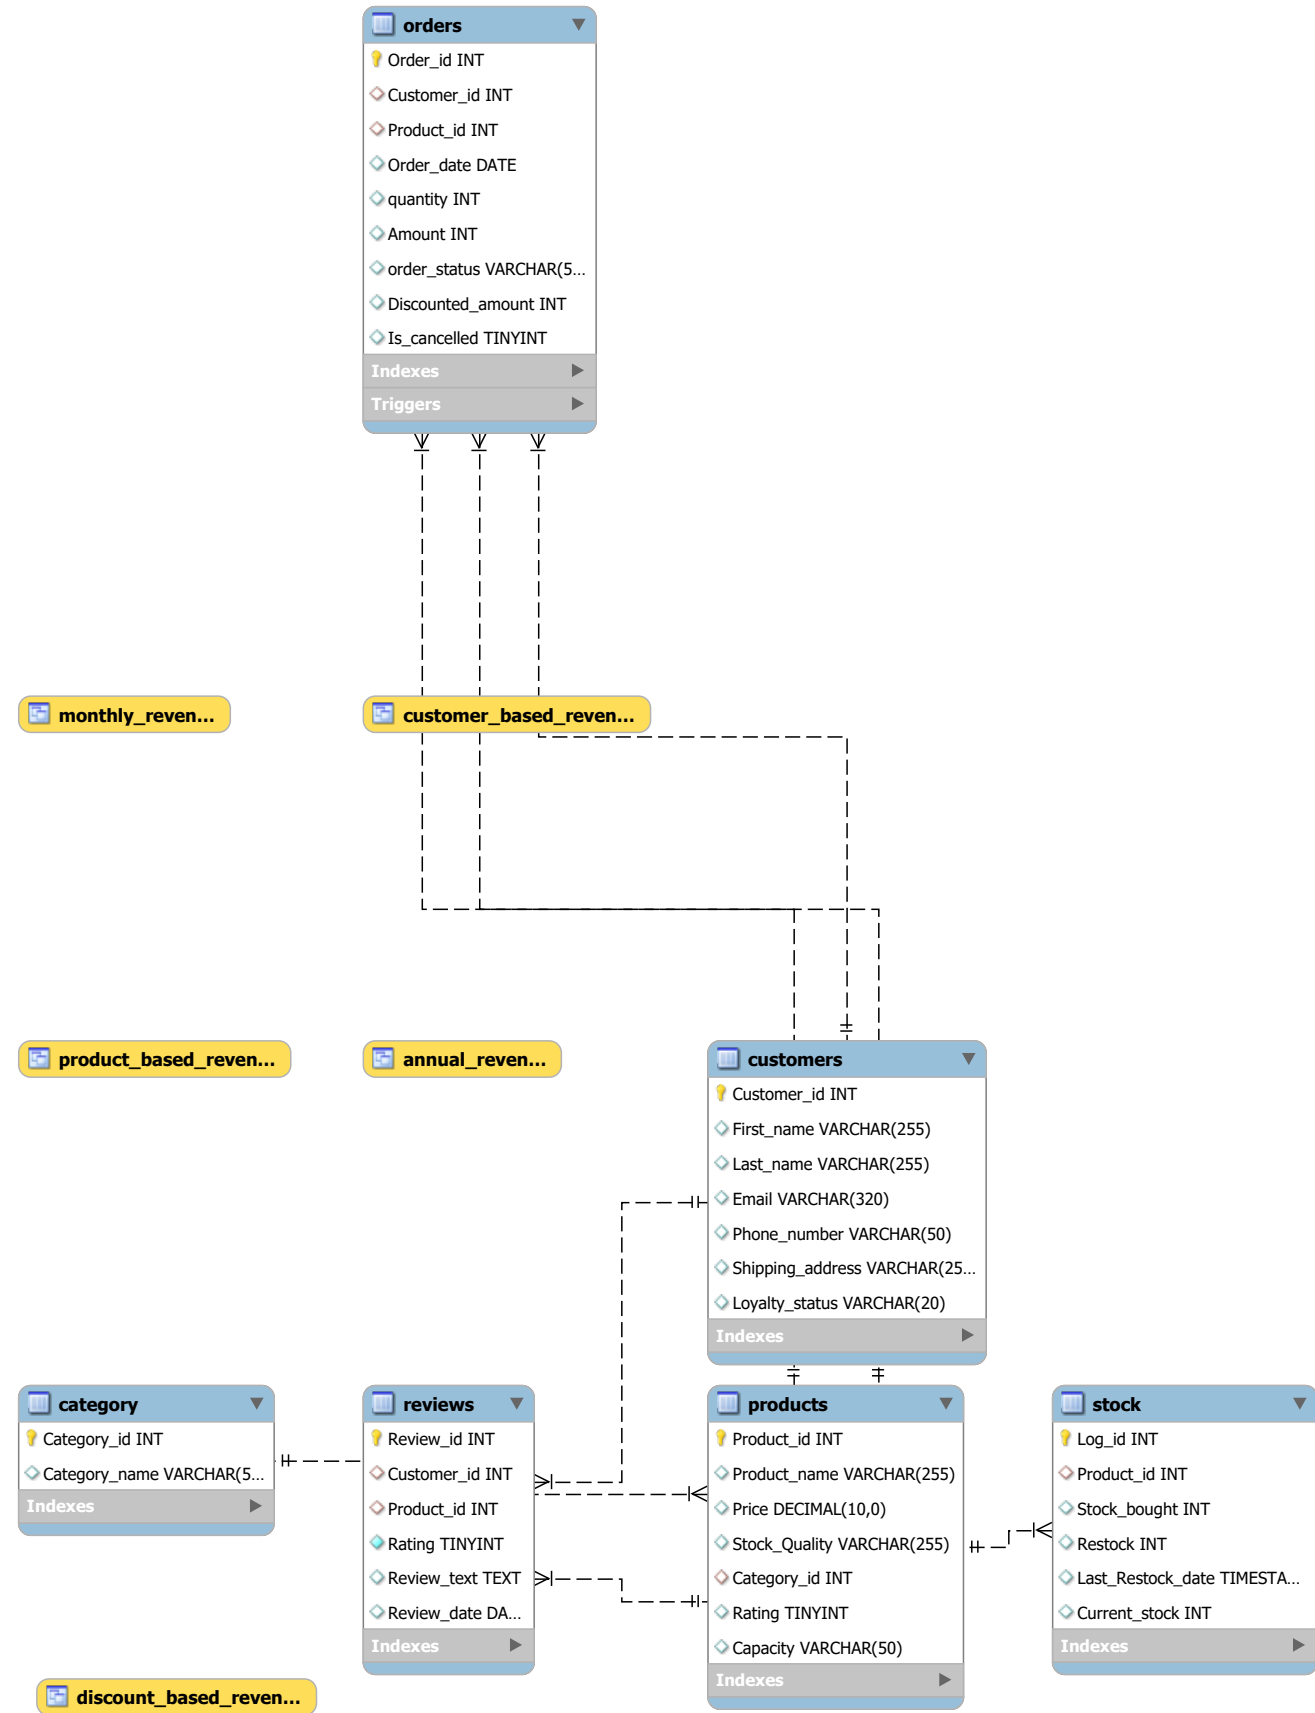 orders
Order_id INT
Customer_id INT
Product_id INT
Order_date DATE
quantity INT
Amount INT
order_status VARCHAR(5...
Discounted_amount INT
Is_cancelled TINYINT
Indexes
Triggers
monthly_reven...
customer_based_reven...
product_based_reven...
annual_reven...
customers
Customer_id INT
First_name VARCHAR(255)
Last_name VARCHAR(255)
Email VARCHAR(320)
Phone_number VARCHAR(50)
Shipping_address VARCHAR(25...
Loyalty_status VARCHAR(20)
Indexes
category
Category_id INT
Category_name VARCHAR(5...
Indexes
reviews
Review_id INT
Customer_id INT
Product_id INT
Rating TINYINT
Review_text TEXT
Review_date DA...
Indexes
products
Product_id INT
Product_name VARCHAR(255)
Price DECIMAL(10,0)
Stock_Quality VARCHAR(255)
Category_id INT
Rating TINYINT
Capacity VARCHAR(50)
Indexes
stock
Log_id INT
Product_id INT
Stock_bought INT
Restock INT
Last_Restock_date TIMESTA...
Current_stock INT
Indexes
discount_based_reven...